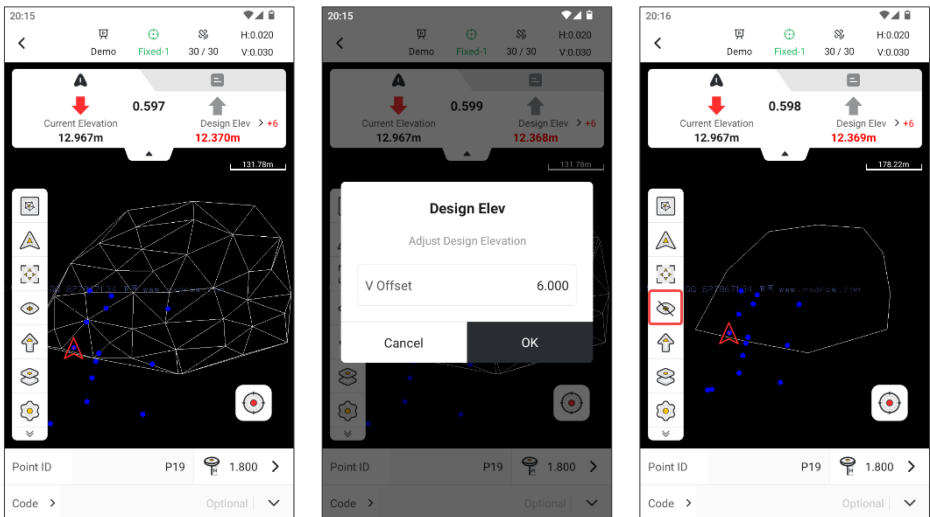 20:15
H:0.020
Demo Fixed-1 30 / 30 V:0.030
0.597
Current Elevation Design Elev > +6
12.967m 12.370m
131.78m
Point ID P19 1.800
Code Optional
20:15
H:0.020
Demo Fixed-1 30 / 30 V:0.030
0.599
Current Elevation Design Elev > +6
12.967m 12.368m
131.78m
Design Elev
Adjust Design Elevation
V Offset 6.000
Cancel OK
Point ID P19 1.800
Code Optional
20:16
H:0.020
Demo Fixed-1 30 / 30 V:0.030
0.598
Current Elevation Design Elev > +6
12.967m 12.369m
178.22m
Point ID P19 1.800
Code Optional